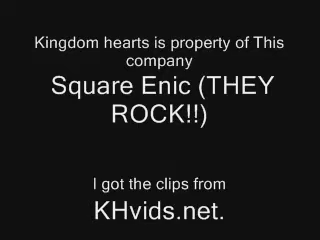 Kingdom hearts is property of This
company
Square Enic (THEY
ROCK!!)
I got the clips from
KHvids.net.